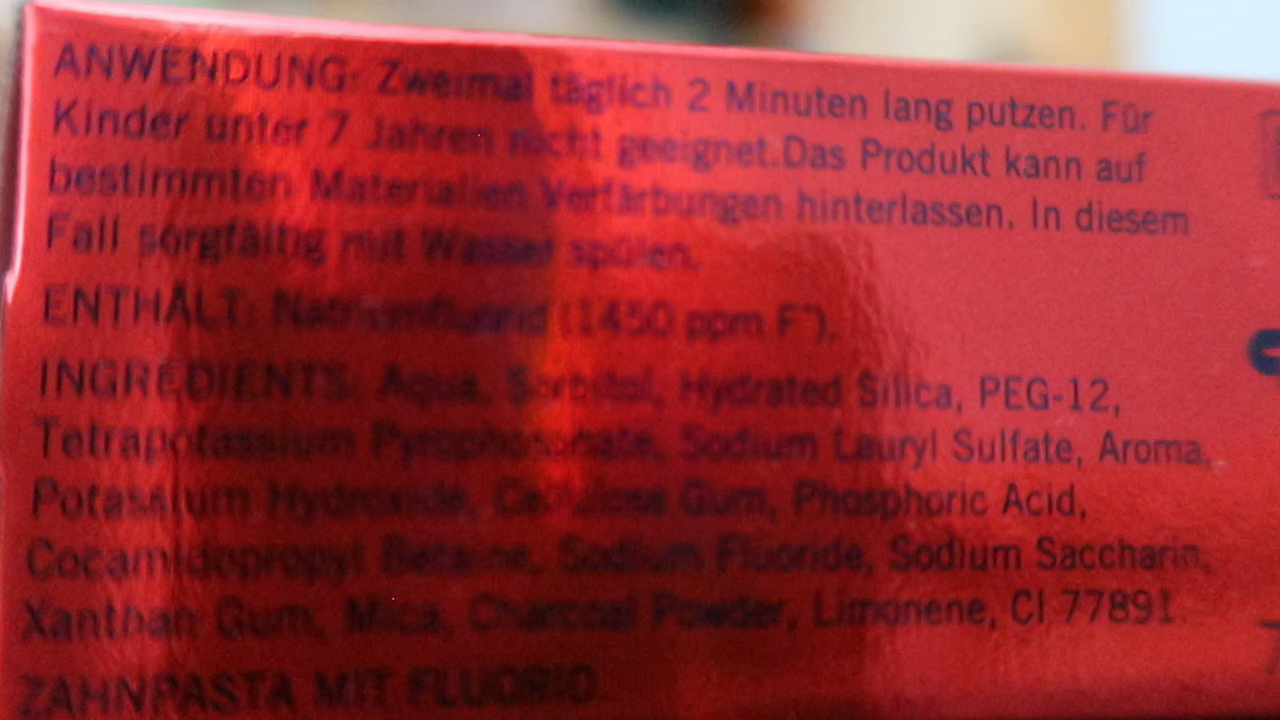 ANWENDUNG: Zweimal täglich 2 Minuten lang putzen. Für
Kinder unter 7 Jahren nicht geeignet.Das Produkt kann auf
bestimmten Materialien Verfärbungen hinterlassen. In diesem
Fall sorgfältig mit Wasser spülen.
ENTHÄLT: Natriumfluorid (1450 ppm F⁻).
INGREDIENTS: Aqua, Sorbitol, Hydrated Silica, PEG-12,
Tetrapotassium Pyrophosphate, Sodium Lauryl Sulfate, Aroma,
Potassium Hydroxide, Cellulose Gum, Phosphoric Acid,
Cocamidopropyl Betaine, Sodium Fluoride, Sodium Saccharin,
Xanthan Gum, Mica, Charcoal Powder, Limonene, CI 77891.
ZAHNPASTA MIT FLUORID.